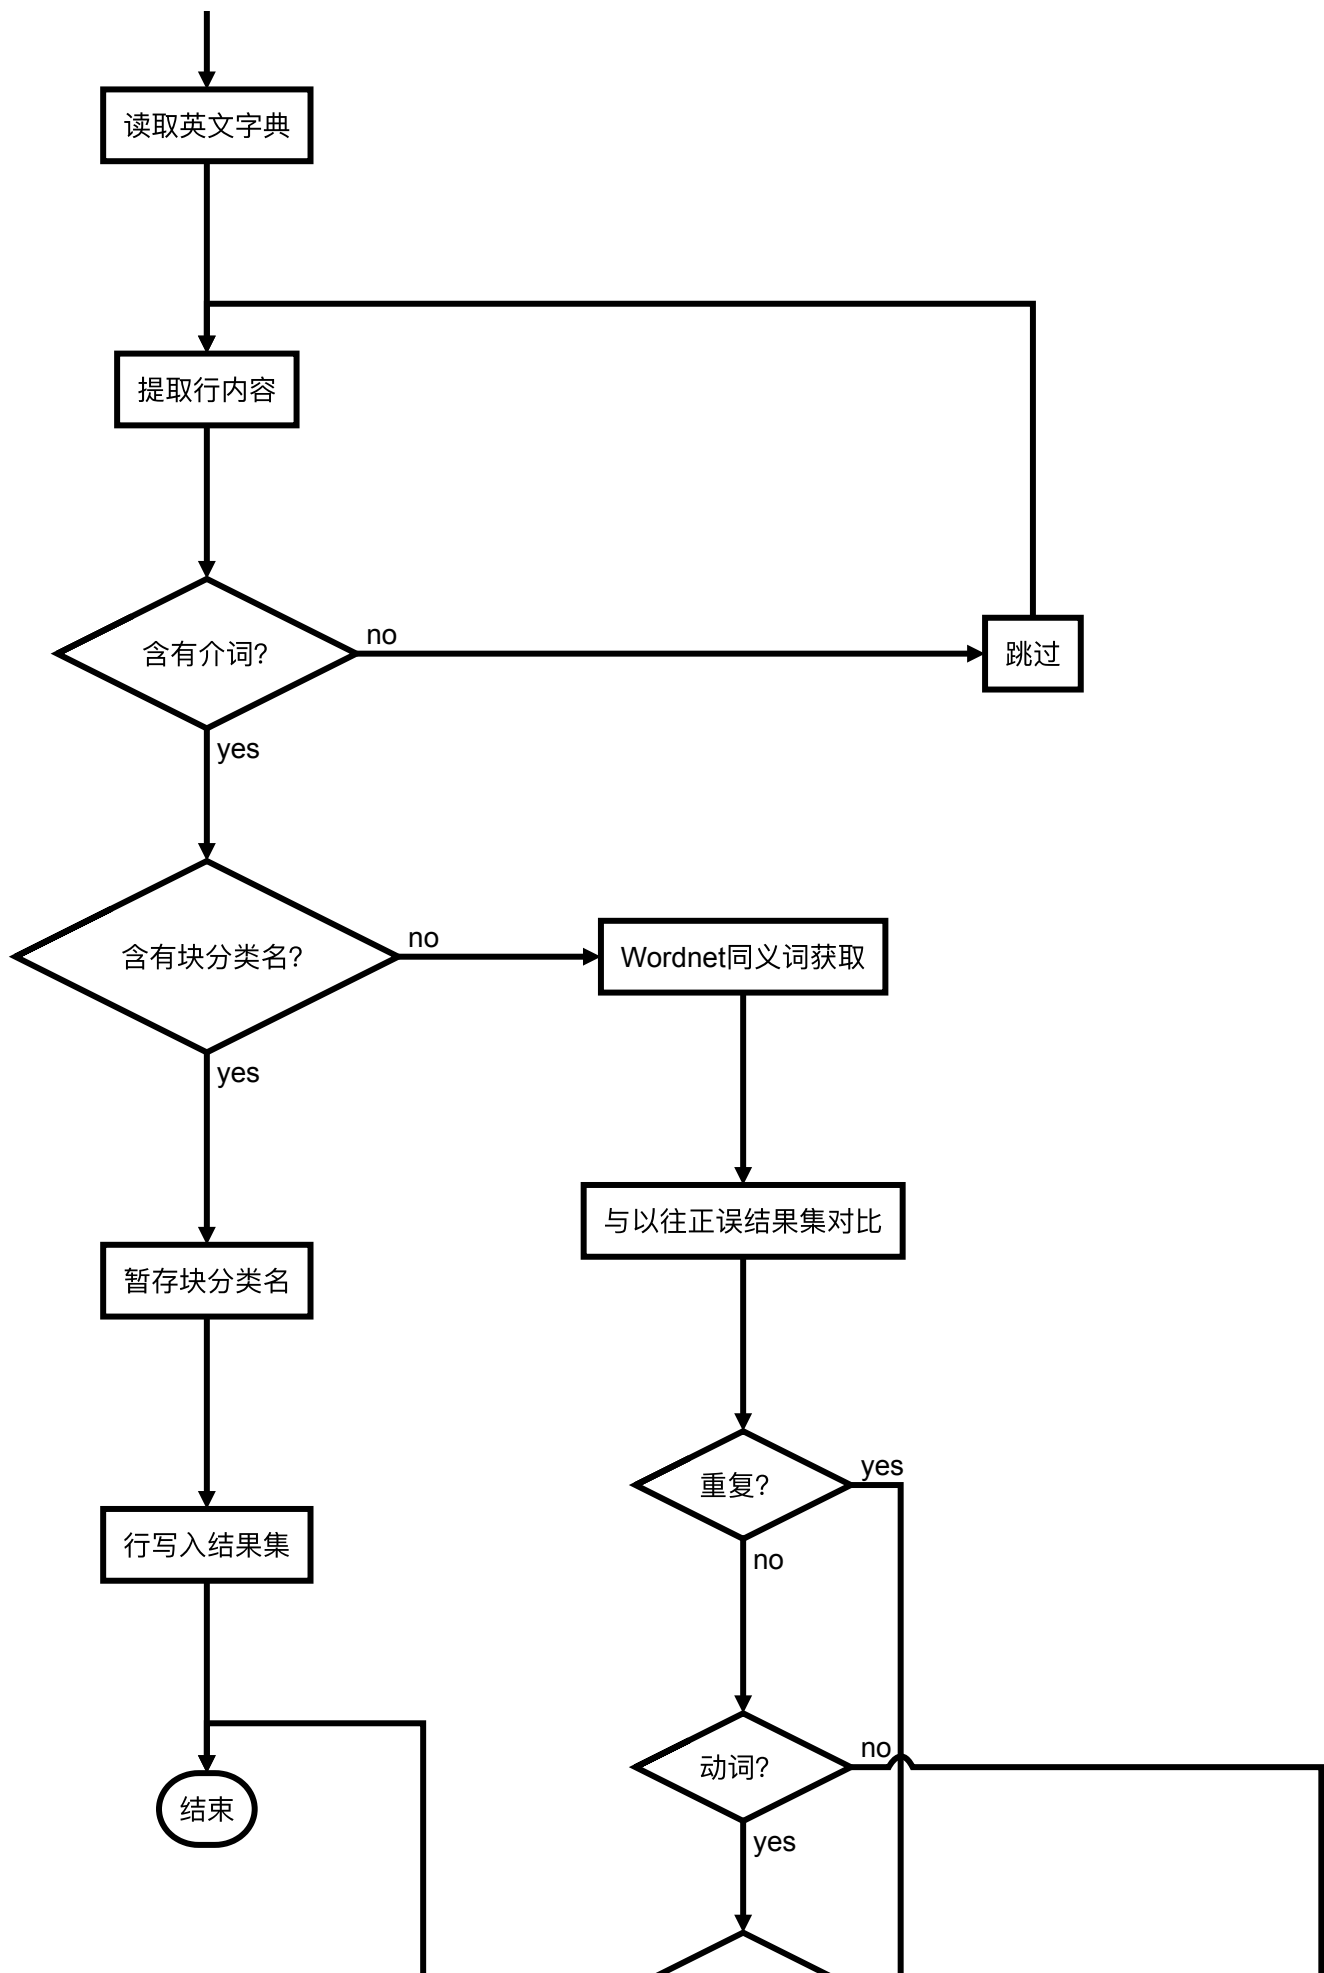 读取英文字典
提取行内容
含有介词?
no
跳过
yes
含有块分类名?
no
Wordnet同义词获取
yes
与以往正误结果集对比
暂存块分类名
重复?
yes
行写入结果集
no
动词?
no
结束
yes